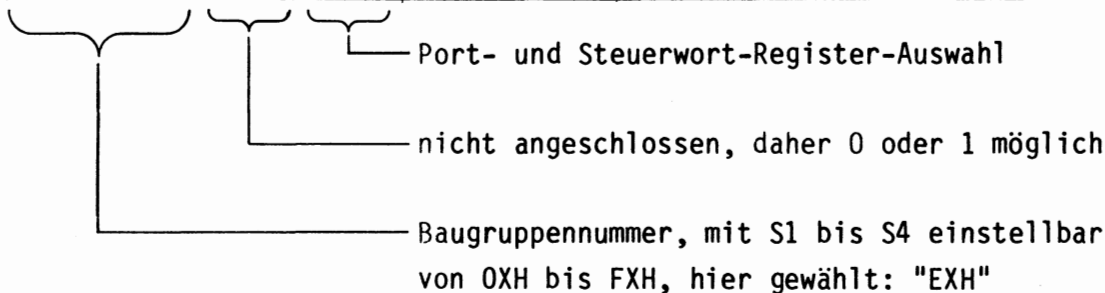 Port- und Steuerwort-Register-Auswahl
nicht angeschlossen, daher 0 oder 1 möglich
Baugruppennummer, mit S1 bis S4 einstellbar
von 0XH bis FXH, hier gewählt: "EXH"